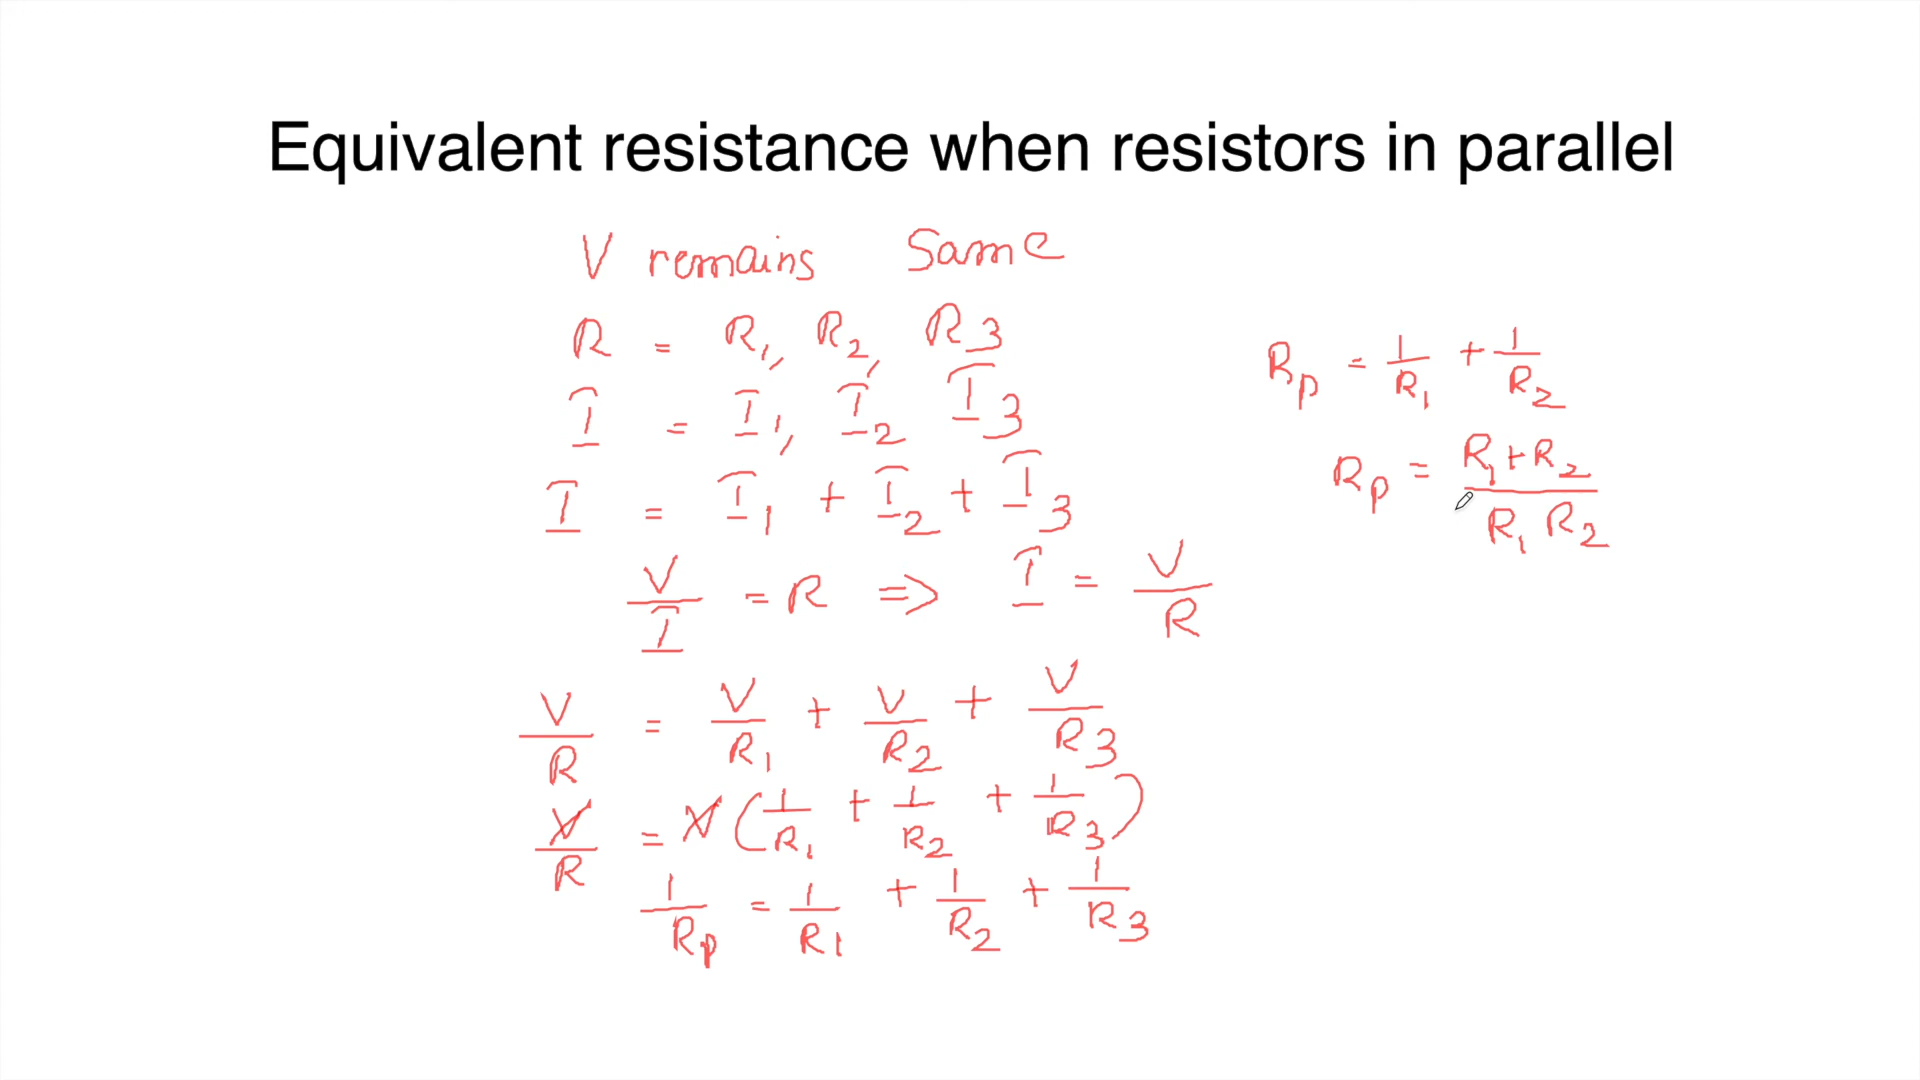 Equivalent resistance when resistors in parallel
V remains same
R = R₁, R₂, R₃
I = I₁, I₂, I₃
I = I₁ + I₂ + I₃
V/I = R ⇒ I = V/R
V/R = V/R₁ + V/R₂ + V/R₃
V/R = V(1/R₁ + 1/R₂ + 1/R₃)
1/Rp = 1/R₁ + 1/R₂ + 1/R₃
Rp = 1/R₁ + 1/R₂
Rp = R₁+R₂/R₁ R₂